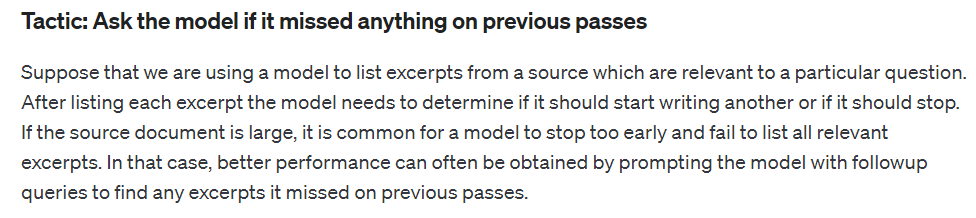 Tactic: Ask the model if it missed anything on previous passes
Suppose that we are using a model to list excerpts from a source which are relevant to a particular question.
After listing each excerpt the model needs to determine if it should start writing another or if it should stop.
If the source document is large, it is common for a model to stop too early and fail to list all relevant
excerpts. In that case, better performance can often be obtained by prompting the model with followup
queries to find any excerpts it missed on previous passes.